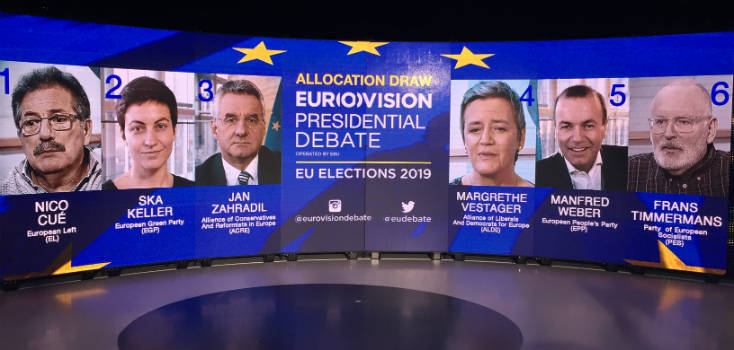 1
NICO
CUÉ
European Left
(EL)
2
SKA
KELLER
European Green Party
(EGP)
3
JAN
ZAHRADIL
Alliance of Conservatives
And Reformists in Europe
(ACRE)
ALLOCATION DRAW
EUROVISION
PRESIDENTIAL
DEBATE
OPERATED BY EBU
EU ELECTIONS 2019
@eurovisiondebate
@eudebate
4
MARGRETHE
VESTAGER
Alliance of Liberals
And Democrats for Europe
(ALDE)
5
MANFRED
WEBER
European People's Party
(EPP)
6
FRANS
TIMMERMANS
Party of European
Socialists
(PES)